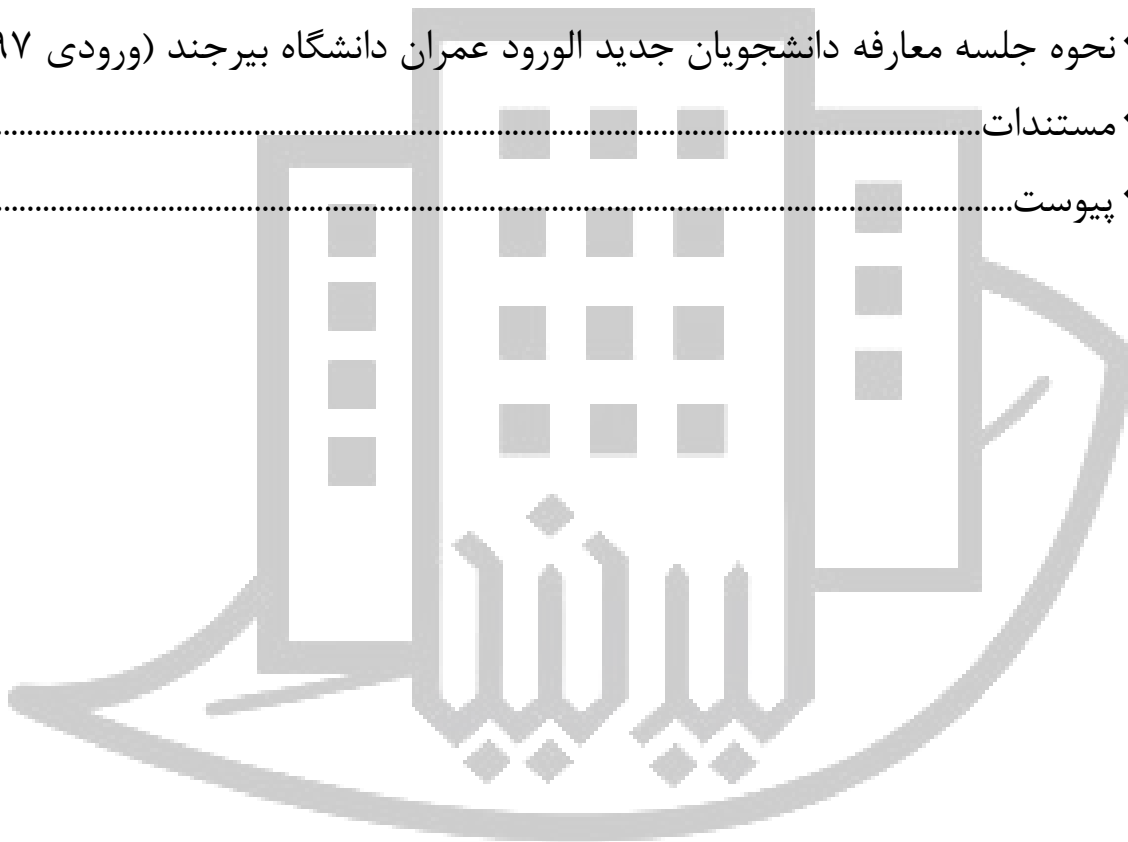 نحوه جلسه معارفه دانشجویان جدید الورود عمران دانشگاه بیرجند (ورودی ۹۷
مستندات........................................................................................................
پیوست........................................................................................................